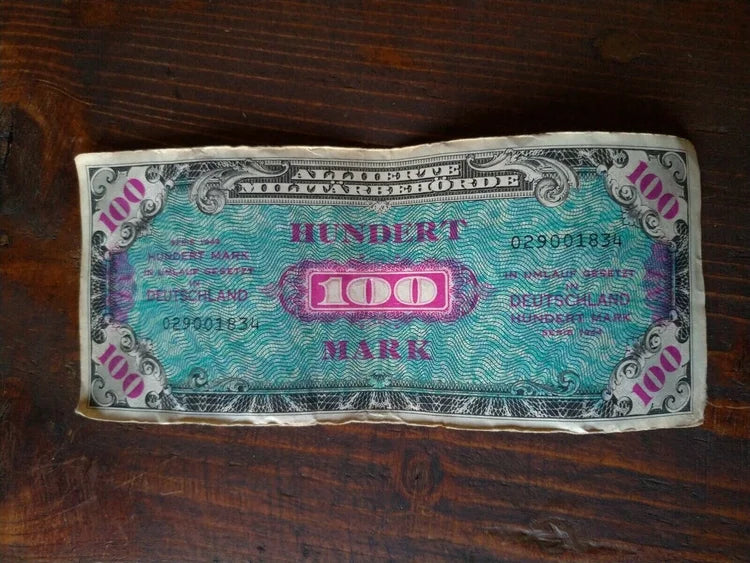 ALLIIERTE
MILITÄRBEHÖRDE
100
100
HUNDERT
029001834
SERIE 1944
HUNDERT MARK
IN UMLAUF GESETZT
IN
DEUTSCHLAND
029001834
100
IN UMLAUF GESETZT
IN
DEUTSCHLAND
HUNDERT MARK
SERIE 1944
MARK
100
100